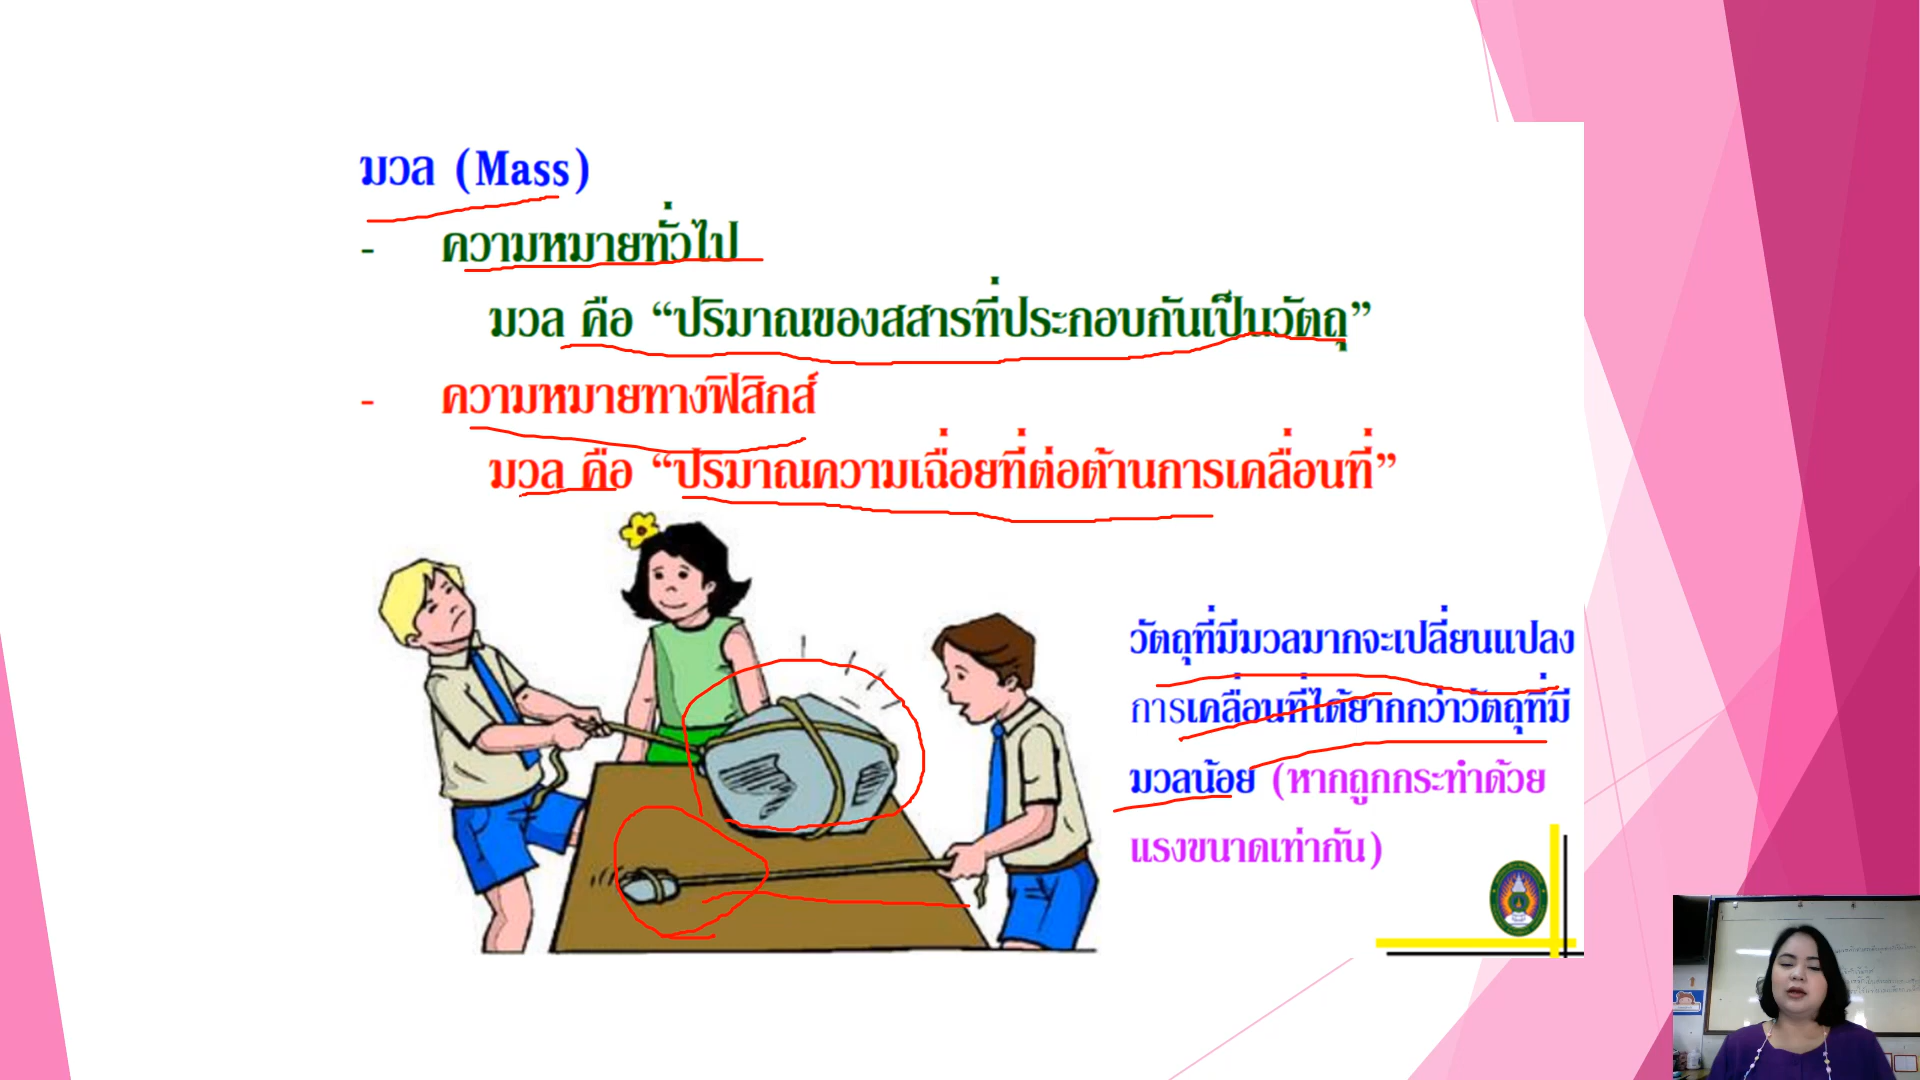 มวล (Mass)
- ความหมายทั่วไป
มวล คือ “ปริมาณของสสารที่ประกอบกันเป็นวัตถุ”
- ความหมายทางฟิสิกส์
มวล คือ “ปริมาณความเฉื่อยที่ต่อต้านการเคลื่อนที่”
วัตถุที่มีมวลมากจะเปลี่ยนแปลง
การเคลื่อนที่ได้ยากกว่าวัตถุที่มี
มวลน้อย (หากถูกกระทำด้วย
แรงขนาดเท่ากัน)